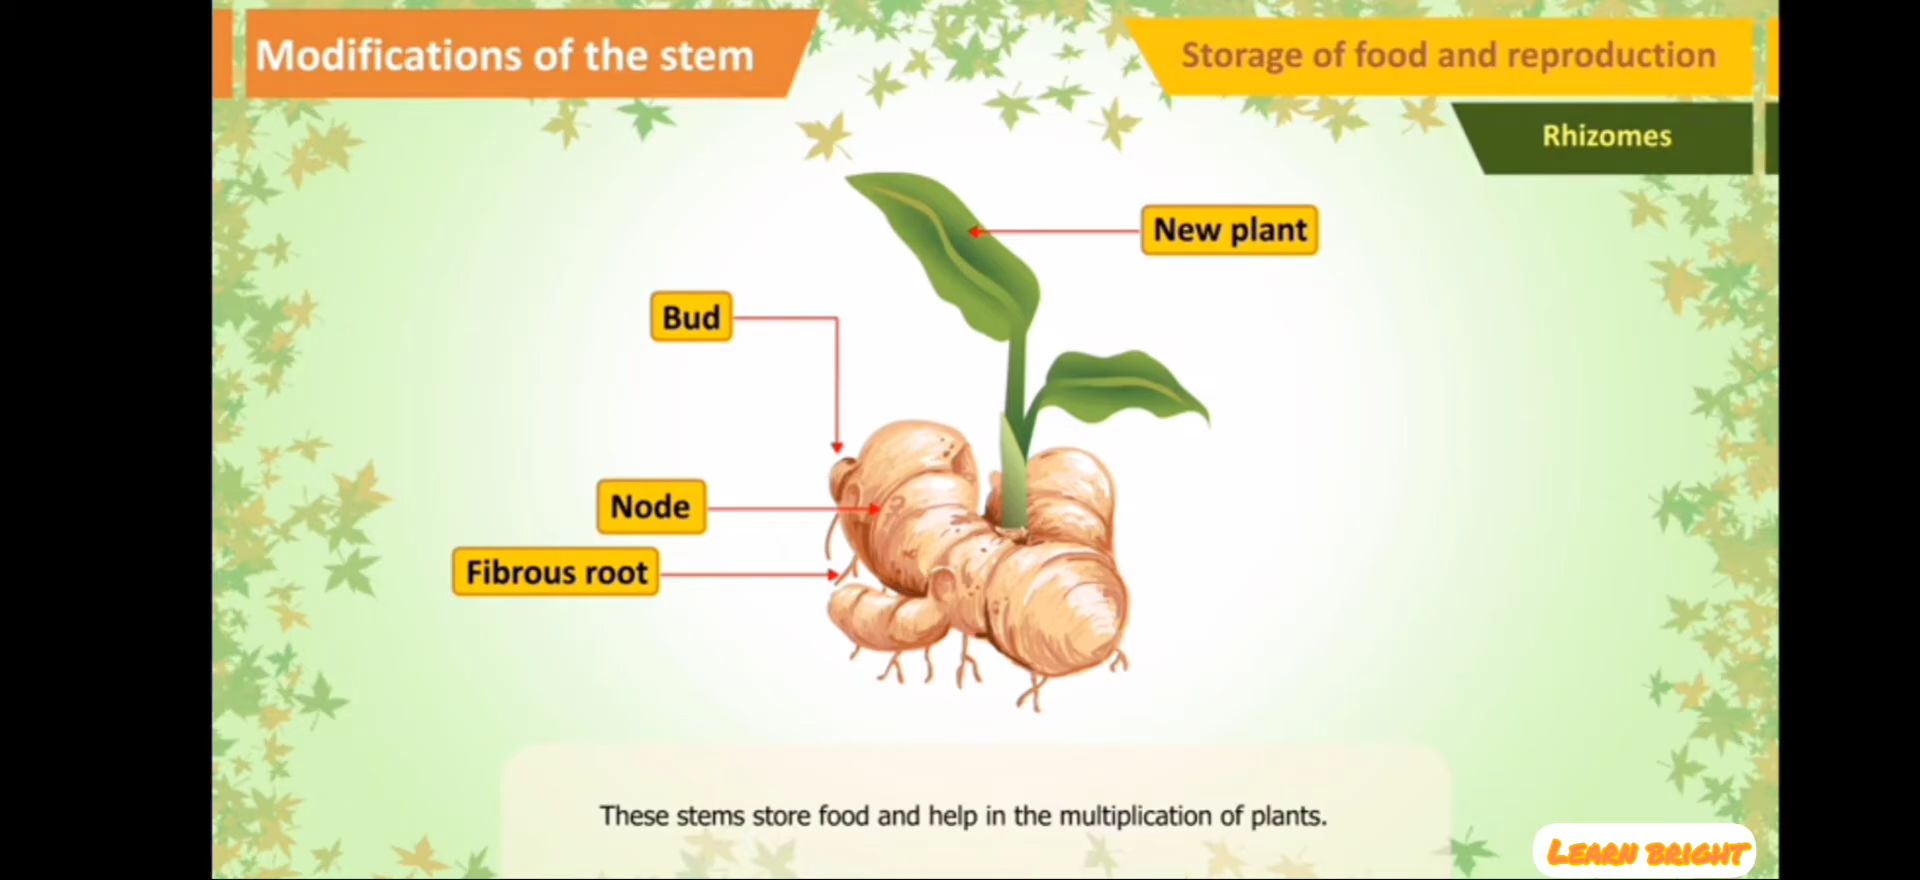 Modifications of the stem
Storage of food and reproduction
Rhizomes
New plant
Bud
Node
Fibrous root
These stems store food and help in the multiplication of plants.
LEARN BRIGHT